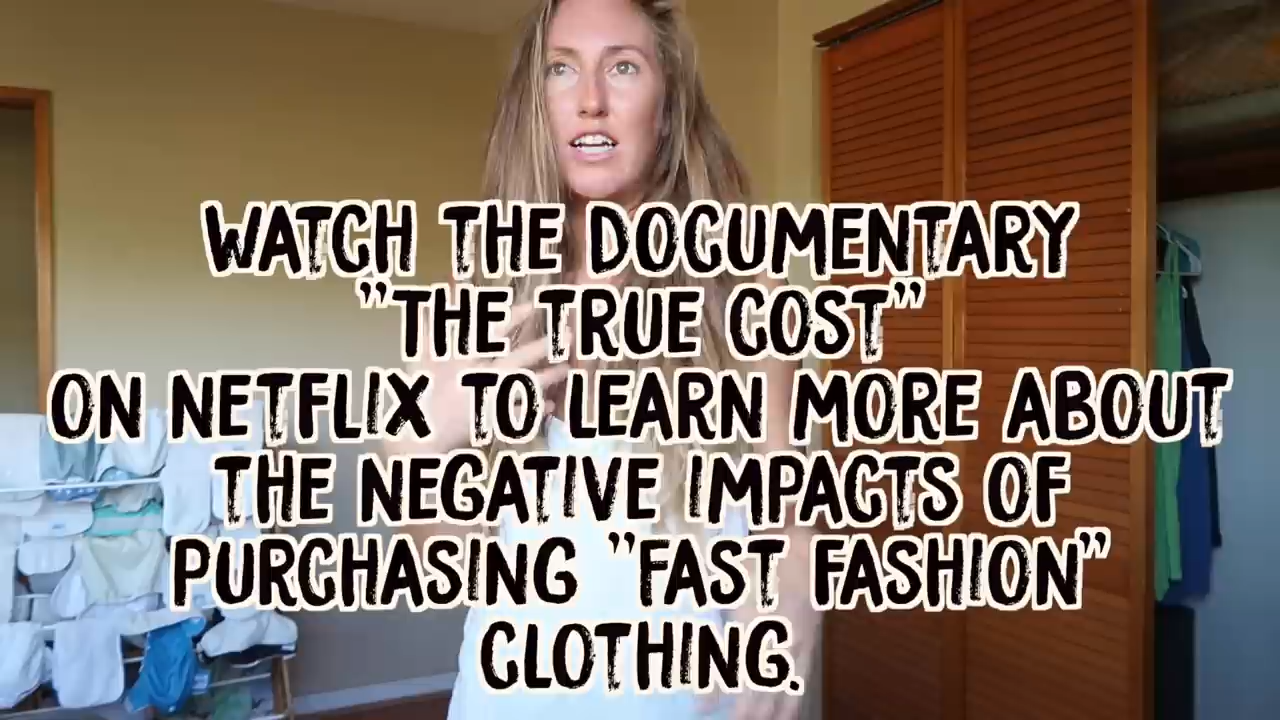 WATCH THE DOCUMENTARY
"THE TRUE COST"
ON NETFLIX TO LEARN MORE ABOUT
THE NEGATIVE IMPACTS OF
PURCHASING "FAST FASHION"
CLOTHING.